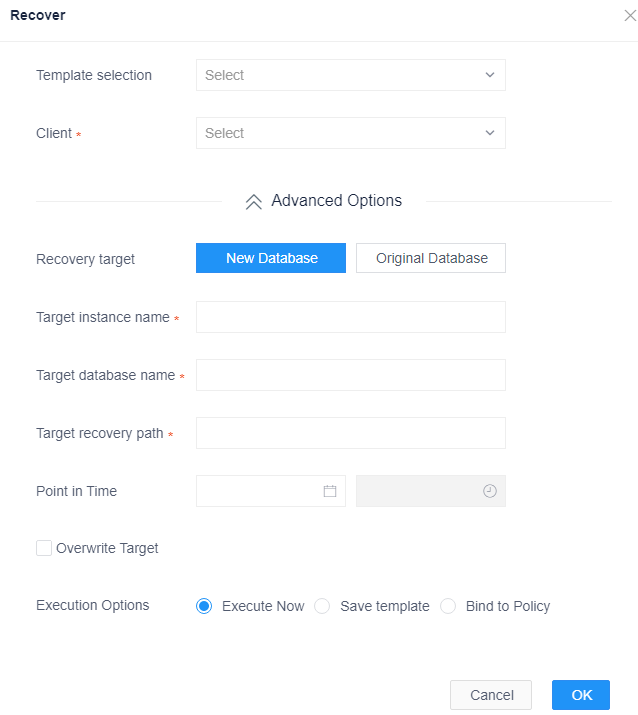 Recover
Template selection Select
Client * Select
Advanced Options
Recovery target New Database Original Database
Target instance name *
Target database name *
Target recovery path *
Point in Time
Overwrite Target
Execution Options Execute Now Save template Bind to Policy
Cancel OK